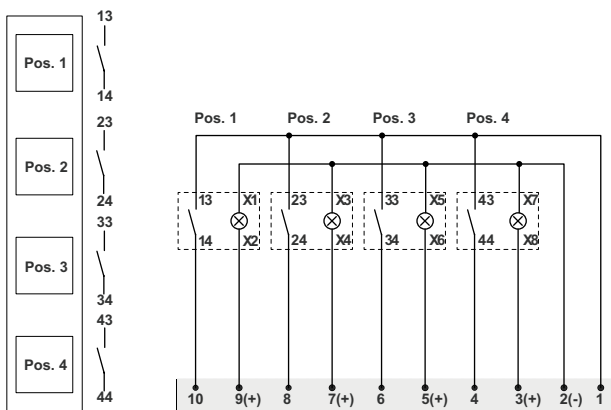 13
Pos. 1
14
23
Pos. 2
24
33
Pos. 3
34
43
Pos. 4
44
Pos. 1 Pos. 2 Pos. 3 Pos. 4
13 X1 23 X3 33 X5 43 X7
14 X2 24 X4 34 X6 44 X8
10 9(+) 8 7(+) 6 5(+) 4 3(+) 2(-) 1